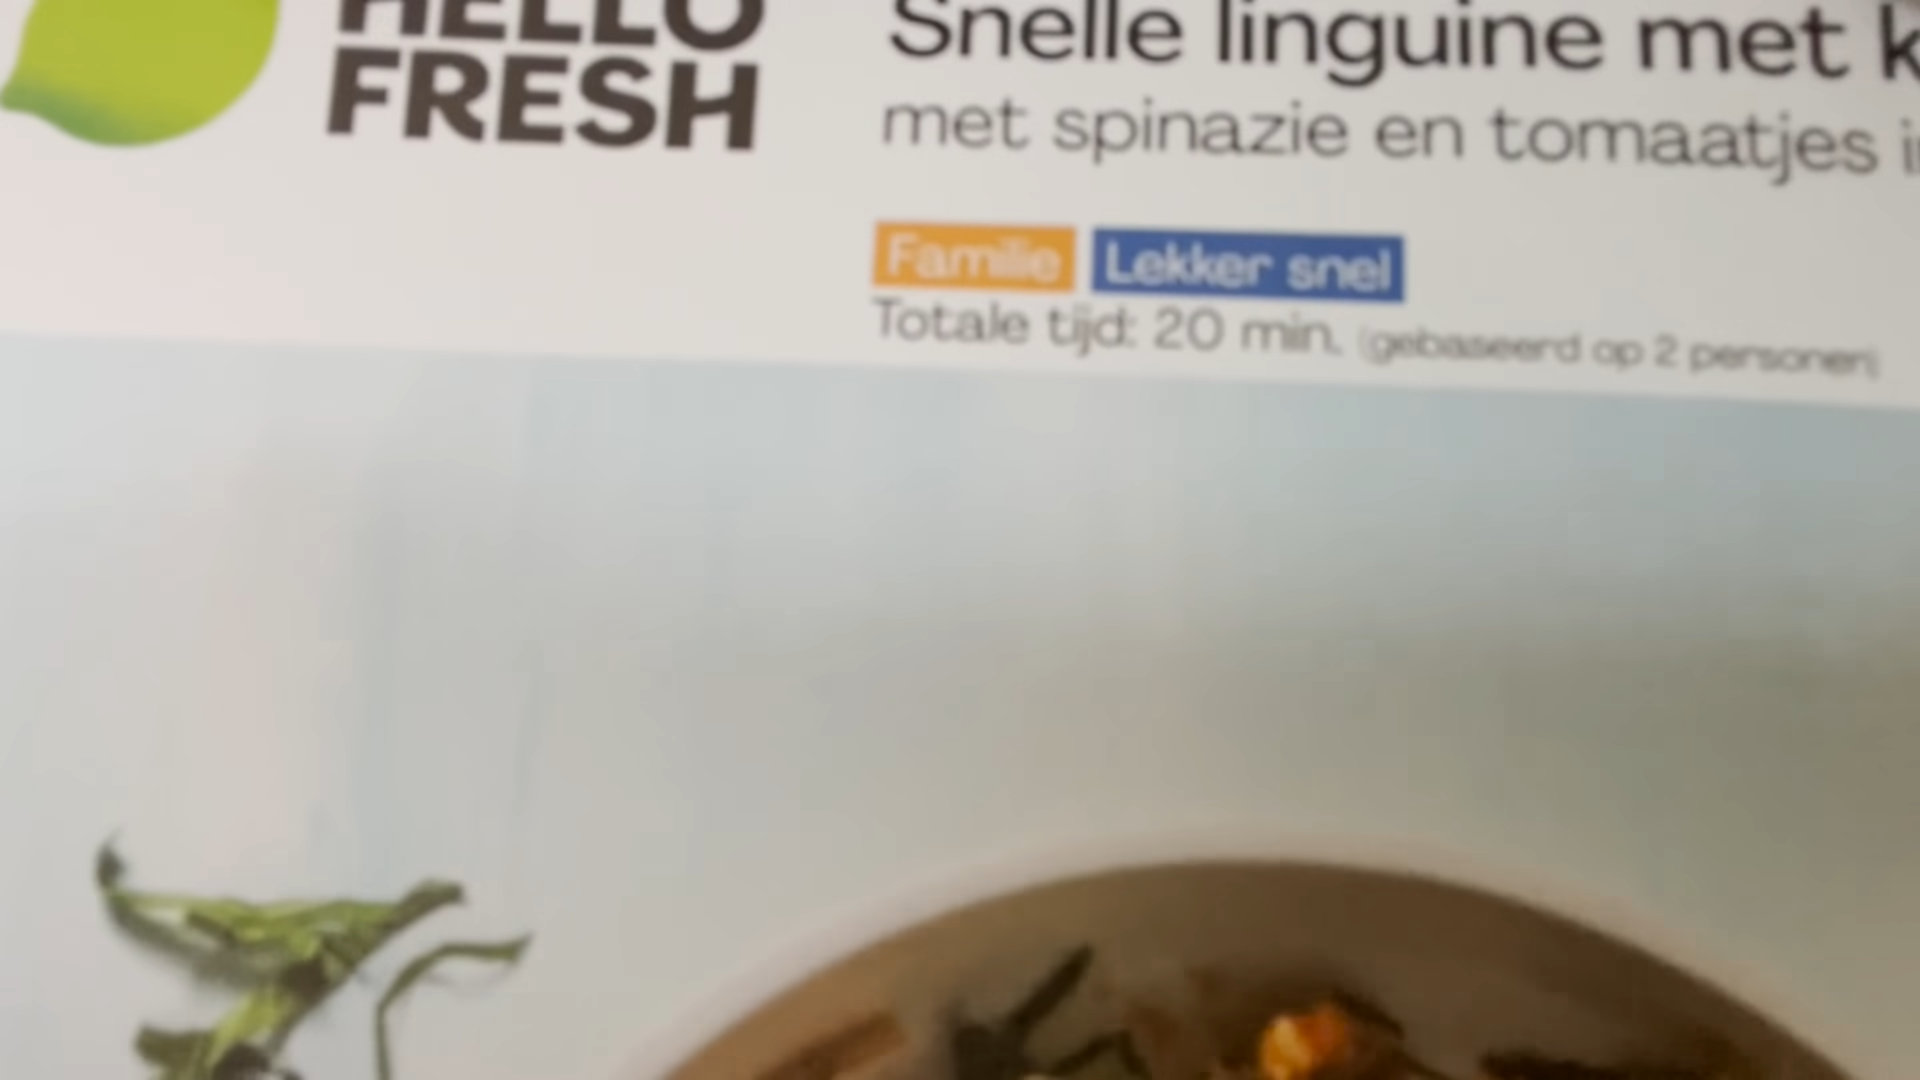 HELLO
FRESH
Snelle linguine met
met spinazie en tomaatjes
Familie Lekker snel
Totale tijd: 20 min. (gebaseerd op 2 personen)